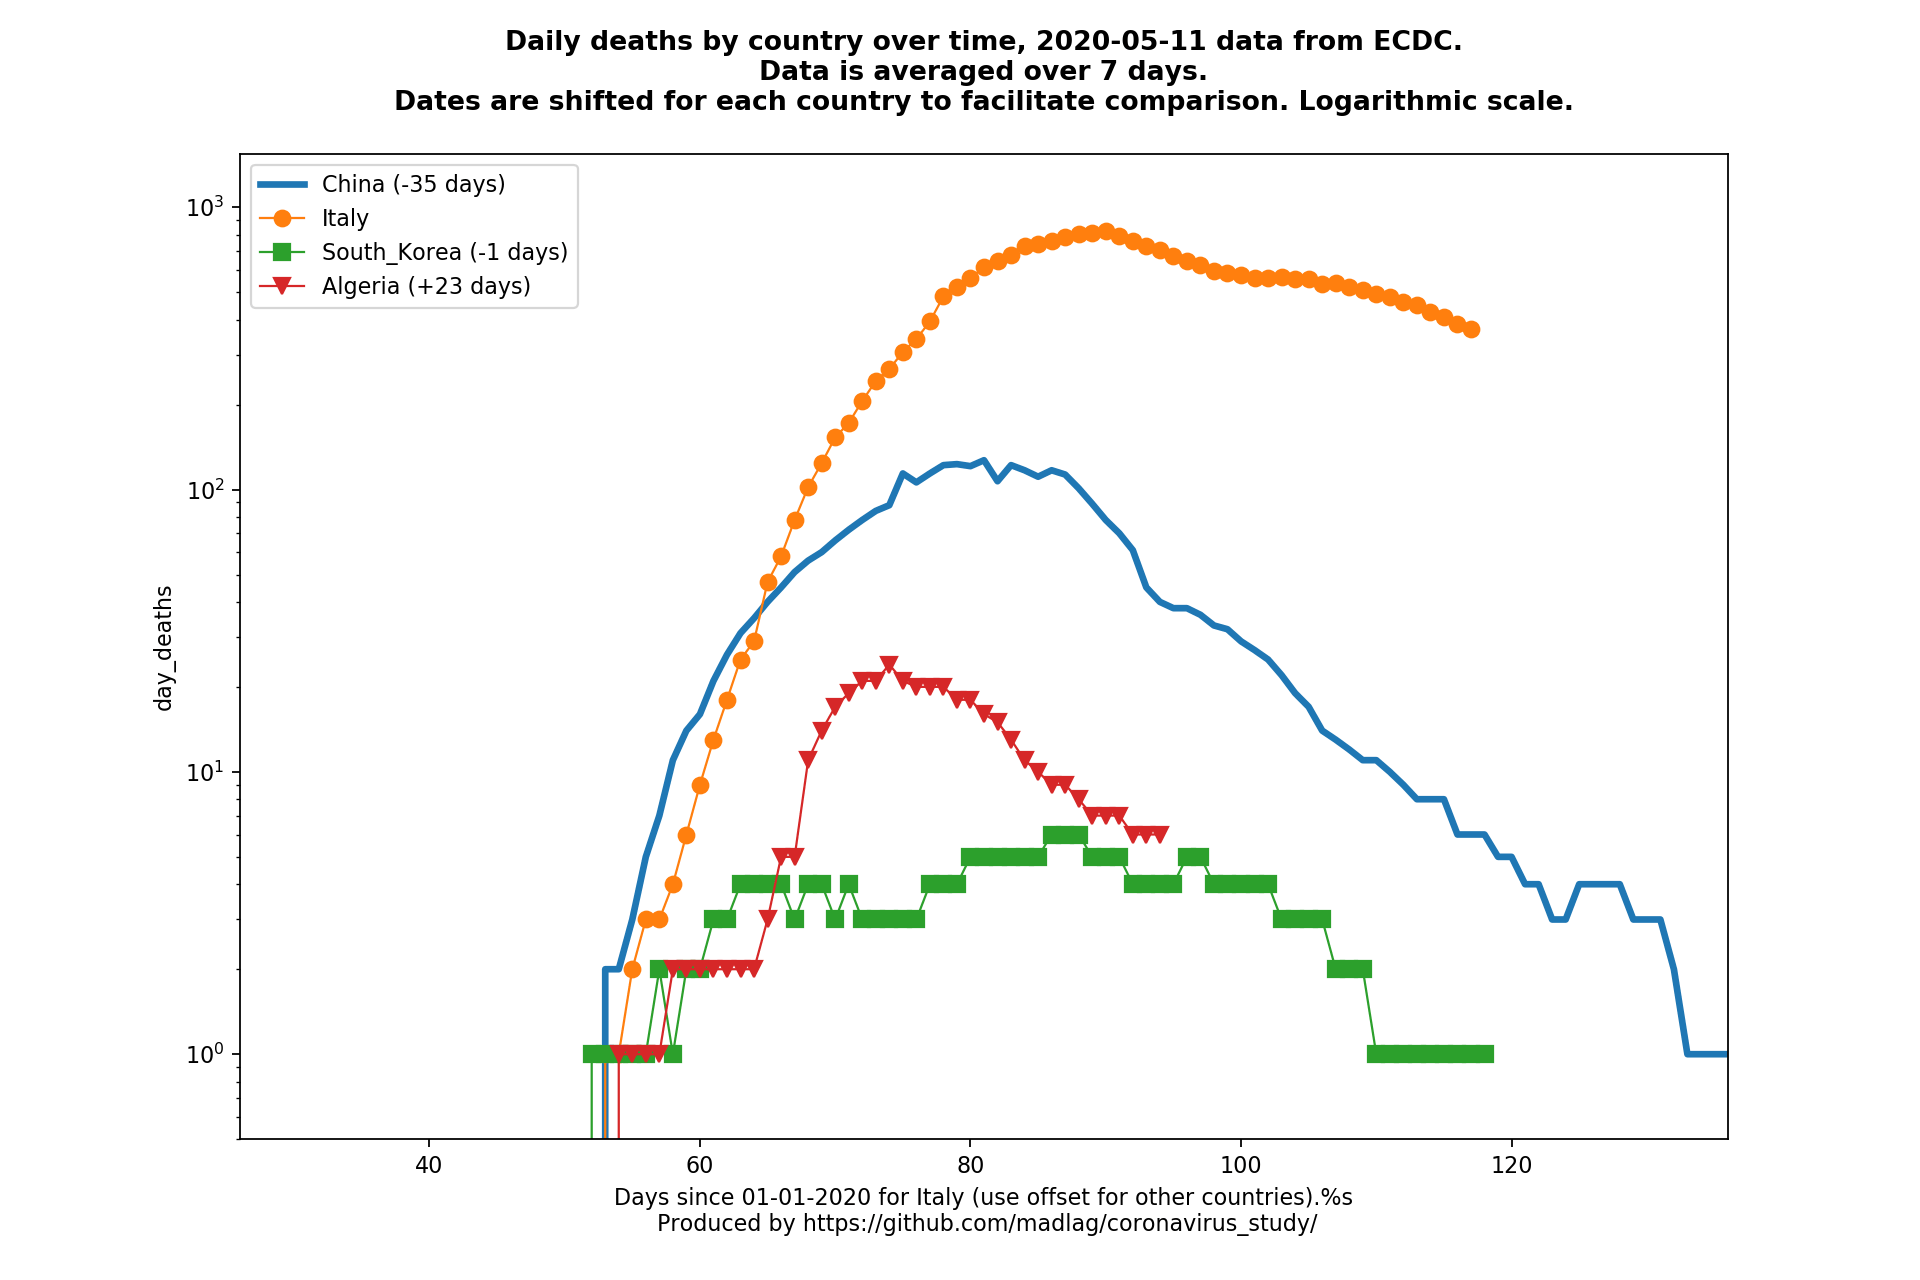 Daily deaths by country over time, 2020-05-11 data from ECDC.
Data is averaged over 7 days.
Dates are shifted for each country to facilitate comparison. Logarithmic scale.
China (-35 days)
Italy
South_Korea (-1 days)
Algeria (+23 days)
10³
10²
10¹
10⁰
day_deaths
40 60 80 100 120
Days since 01-01-2020 for Italy (use offset for other countries).%s
Produced by https://github.com/madlag/coronavirus_study/